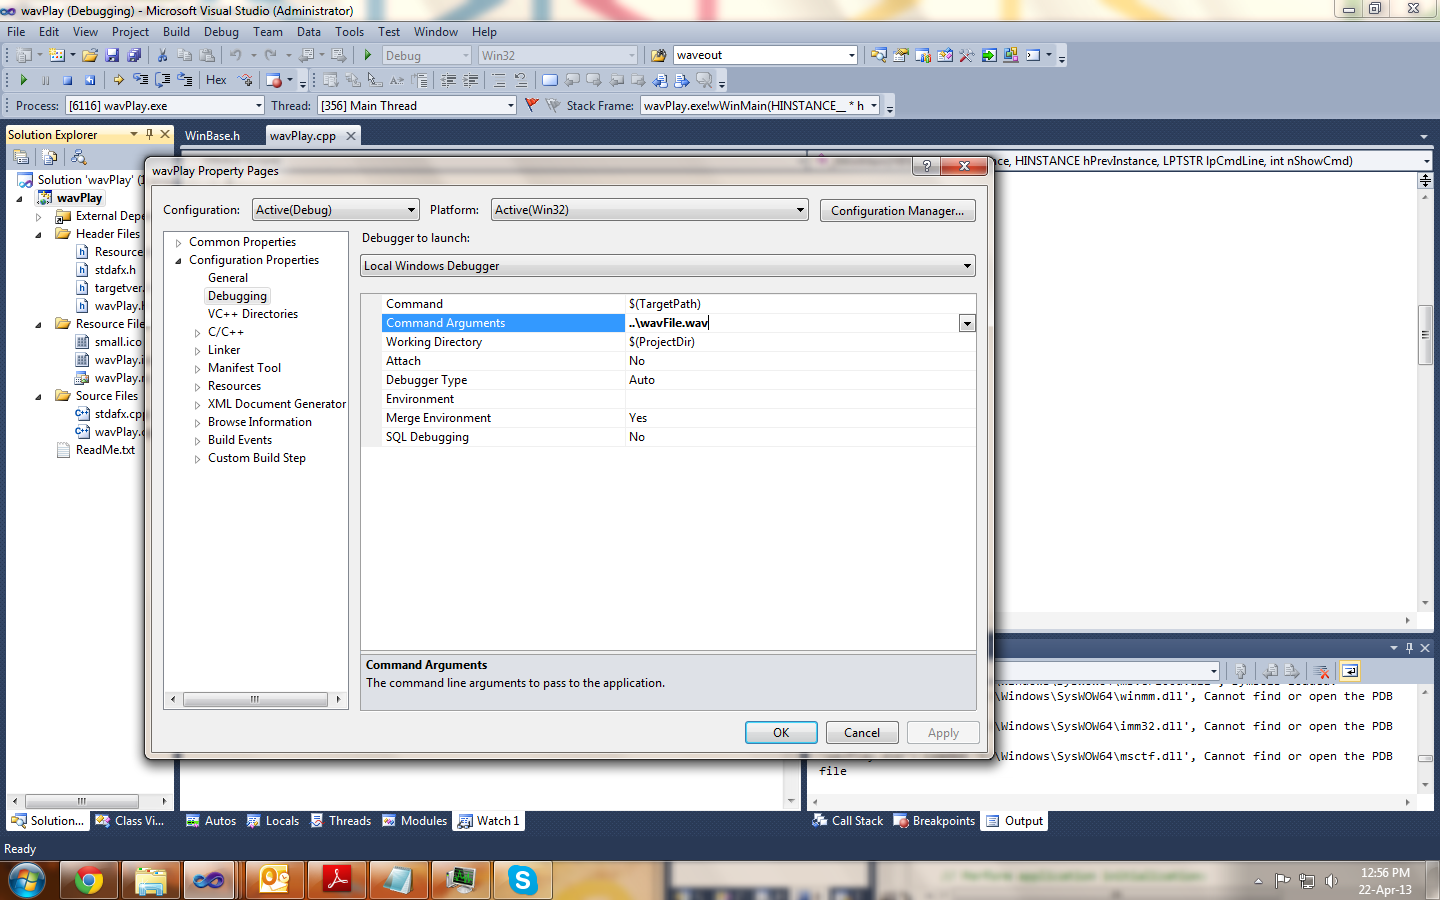 wavPlay (Debugging) - Microsoft Visual Studio (Administrator)
File Edit View Project Build Debug Team Data Tools Test Window Help
Debug Win32 waveout
Hex
Process: [6116] wavPlay.exe Thread: [356] Main Thread Stack Frame: wavPlay.exe!wWinMain(HINSTANCE__ * h
Solution Explorer
WinBase.h wavPlay.cpp
HINSTANCE hPrevInstance, LPTSTR lpCmdLine, int nShowCmd)
Solution 'wavPlay'
wavPlay
External Depe
Header Files
Resource
stdafx.h
targetver.
wavPlay.
Resource File
small.ico
wavPlay.i
wavPlay.
Source Files
stdafx.cp
wavPlay.
ReadMe.txt
wavPlay Property Pages
Configuration: Active(Debug) Platform: Active(Win32) Configuration Manager...
Common Properties
Configuration Properties
General
Debugging
VC++ Directories
C/C++
Linker
Manifest Tool
Resources
XML Document Generator
Browse Information
Build Events
Custom Build Step
Debugger to launch:
Local Windows Debugger
Command $(TargetPath)
Command Arguments ..\wavFile.wav
Working Directory $(ProjectDir)
Attach No
Debugger Type Auto
Environment
Merge Environment Yes
SQL Debugging No
Command Arguments
The command line arguments to pass to the application.
OK Cancel Apply
\Windows\SysWOW64\winmm.dll', Cannot find or open the PDB
\Windows\SysWOW64\imm32.dll', Cannot find or open the PDB
\Windows\SysWOW64\msctf.dll', Cannot find or open the PDB
file
Solution... Class Vi... Autos Locals Threads Modules Watch 1 Call Stack Breakpoints Output
Ready
12:56 PM
22-Apr-13